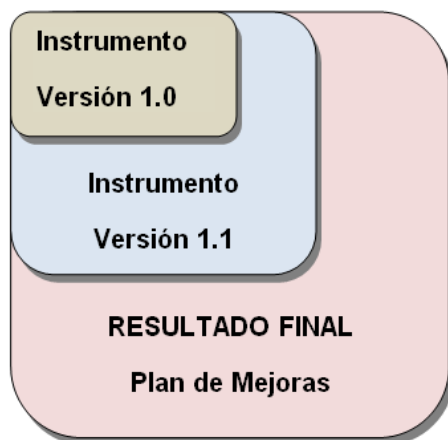 Instrumento
Versión 1.0
Instrumento
Versión 1.1
RESULTADO FINAL
Plan de Mejoras